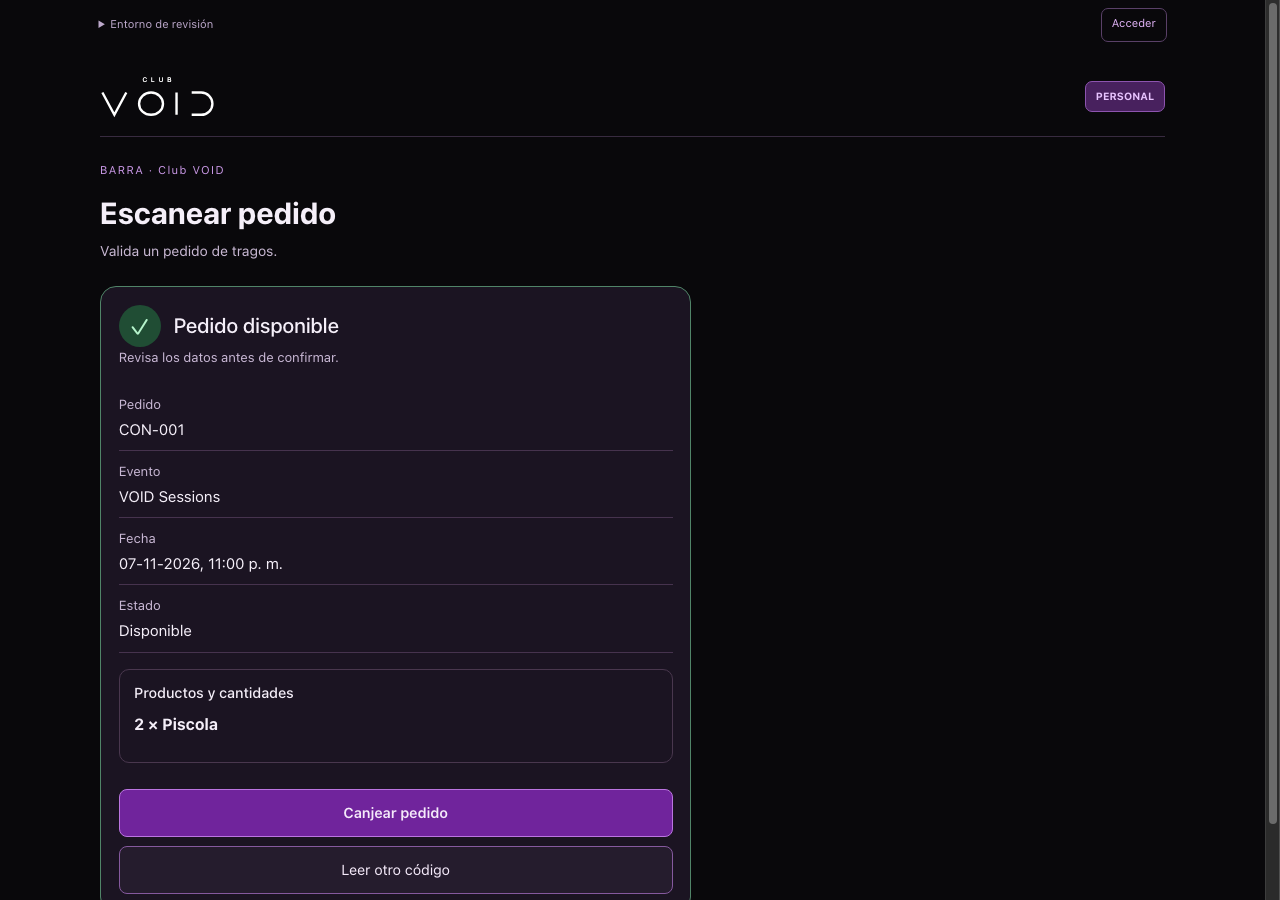 Entorno de revisión
Acceder
CLUB
VOID
PERSONAL
BARRA · Club VOID
Escanear pedido
Valida un pedido de tragos.
Pedido disponible
Revisa los datos antes de confirmar.
Pedido
CON-001
Evento
VOID Sessions
Fecha
07-11-2026, 11:00 p. m.
Estado
Disponible
Productos y cantidades
2 × Piscola
Canjear pedido
Leer otro código